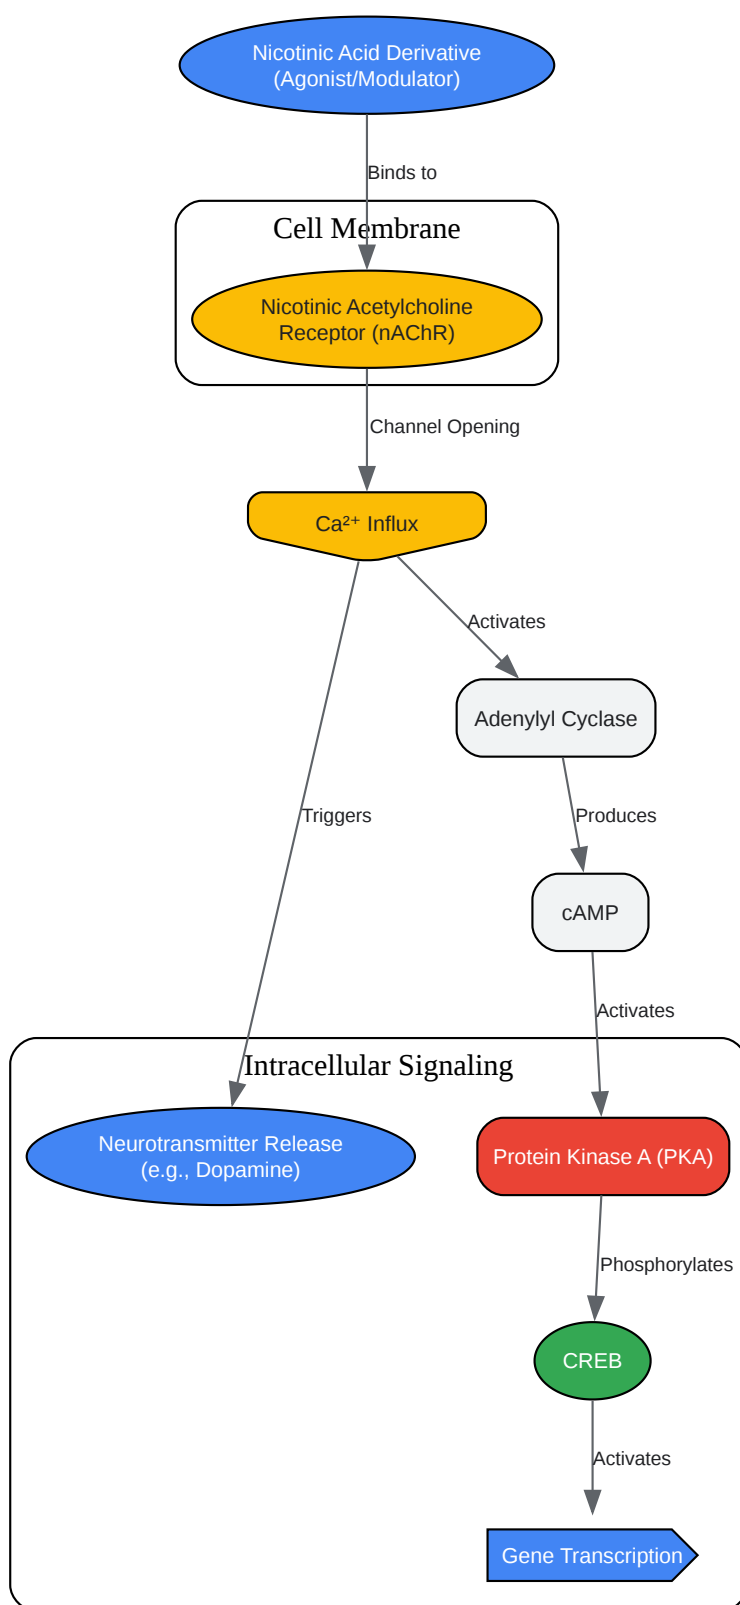 Nicotinic Acid Derivative
(Agonist/Modulator)
Binds to
Cell Membrane
Nicotinic Acetylcholine
Receptor (nAChR)
Channel Opening
Ca²⁺ Influx
Activates
Adenylyl Cyclase
Triggers
Produces
cAMP
Activates
Intracellular Signaling
Neurotransmitter Release
(e.g., Dopamine)
Protein Kinase A (PKA)
Phosphorylates
CREB
Activates
Gene Transcription